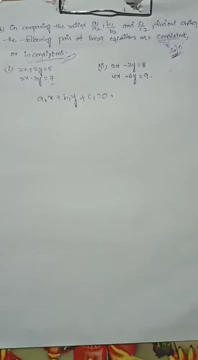 On comparing the ratios a1/a2, b1/b2 and c1/c2, find out
the following pair of linear equations are consistent,
or inconsistent.
(i) 3x+2y=5 (ii) 2x-3y=8
2x-3y=7 4x-6y=9.
a1x+b1y+c1=0